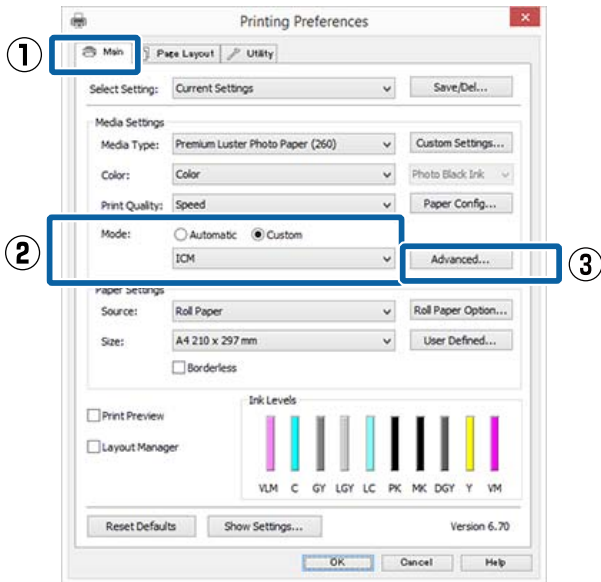 Printing Preferences
① Main Page Layout Utility
Select Setting: Current Settings Save/Del...
Media Settings
Media Type: Premium Luster Photo Paper (260) Custom Settings...
Color: Color Photo Black Ink
Print Quality: Speed Paper Config...
② Mode: Automatic Custom
ICM Advanced... ③
Paper Settings
Source: Roll Paper Roll Paper Option...
Size: A4 210 x 297 mm User Defined...
Borderless
Ink Levels
Print Preview
Layout Manager
VLM C GY LGY LC PK MK DGY Y VM
Reset Defaults Show Settings... Version 6.70
OK Cancel Help